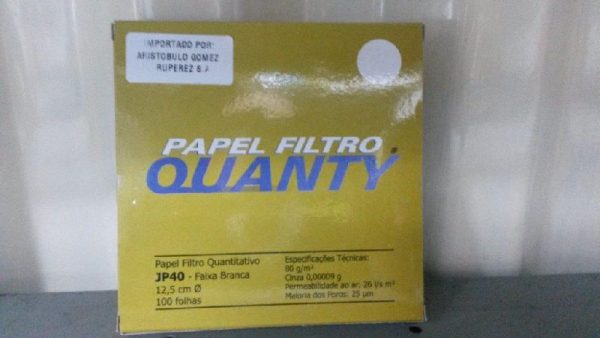 IMPORTADO POR:
ARISTOBULO GOMEZ
RUPEREZ S.A
PAPEL FILTRO
QUANTY
Papel Filtro Quantitativo
JP40 - Faixa Branca
12,5 cm Ø
100 folhas
Especificações Técnicas:
80 g/m²
Cinza 0,00009 g
Permeabilidade ao ar: 26 l/s m²
Maioria dos Poros: 25 µm